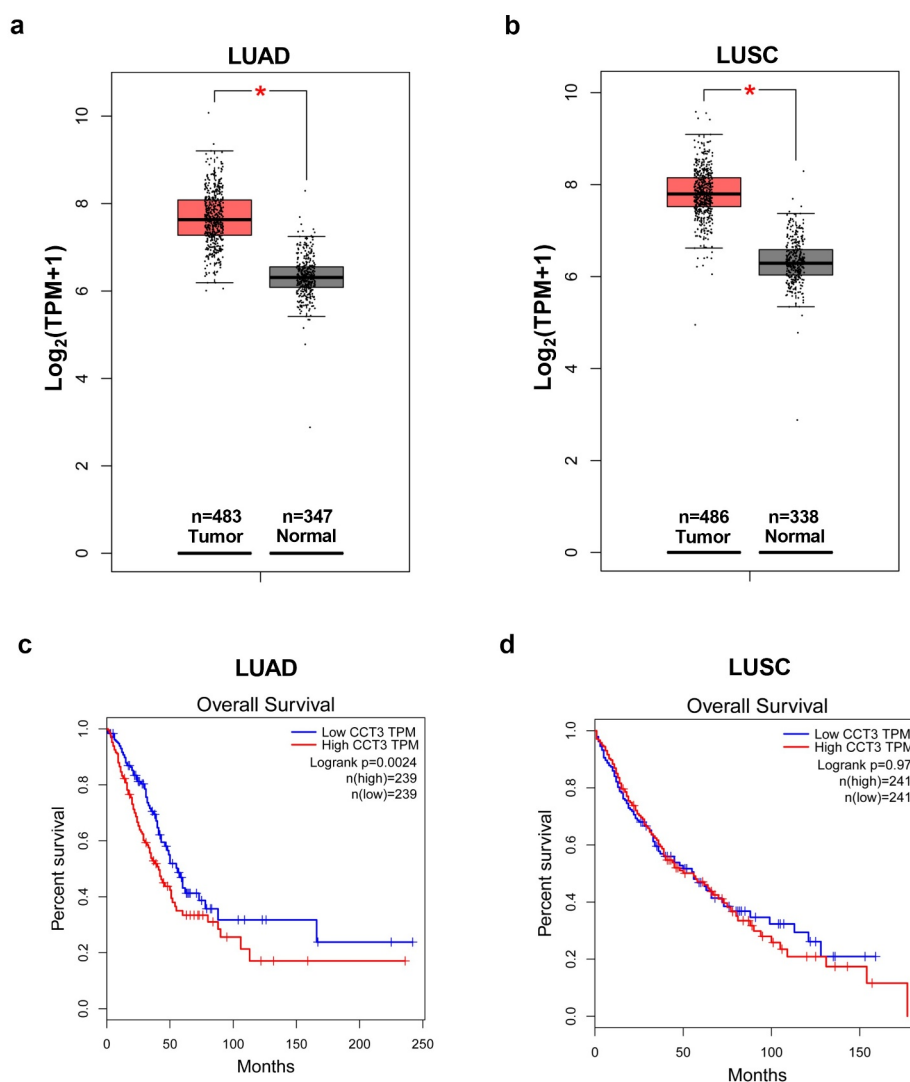 a
LUAD
*
Log2(TPM+1)
10
8
6
4
2
0
n=483
Tumor
n=347
Normal
b
LUSC
*
Log2(TPM+1)
10
8
6
4
2
0
n=486
Tumor
n=338
Normal
c
LUAD
Overall Survival
Low CCT3 TPM
High CCT3 TPM
Logrank p=0.0024
n(high)=239
n(low)=239
Percent survival
1.0
0.8
0.6
0.4
0.2
0.0
0 50 100 150 200 250
Months
d
LUSC
Overall Survival
Low CCT3 TPM
High CCT3 TPM
Logrank p=0.97
n(high)=241
n(low)=241
Percent survival
1.0
0.8
0.6
0.4
0.2
0.0
0 50 100 150
Months